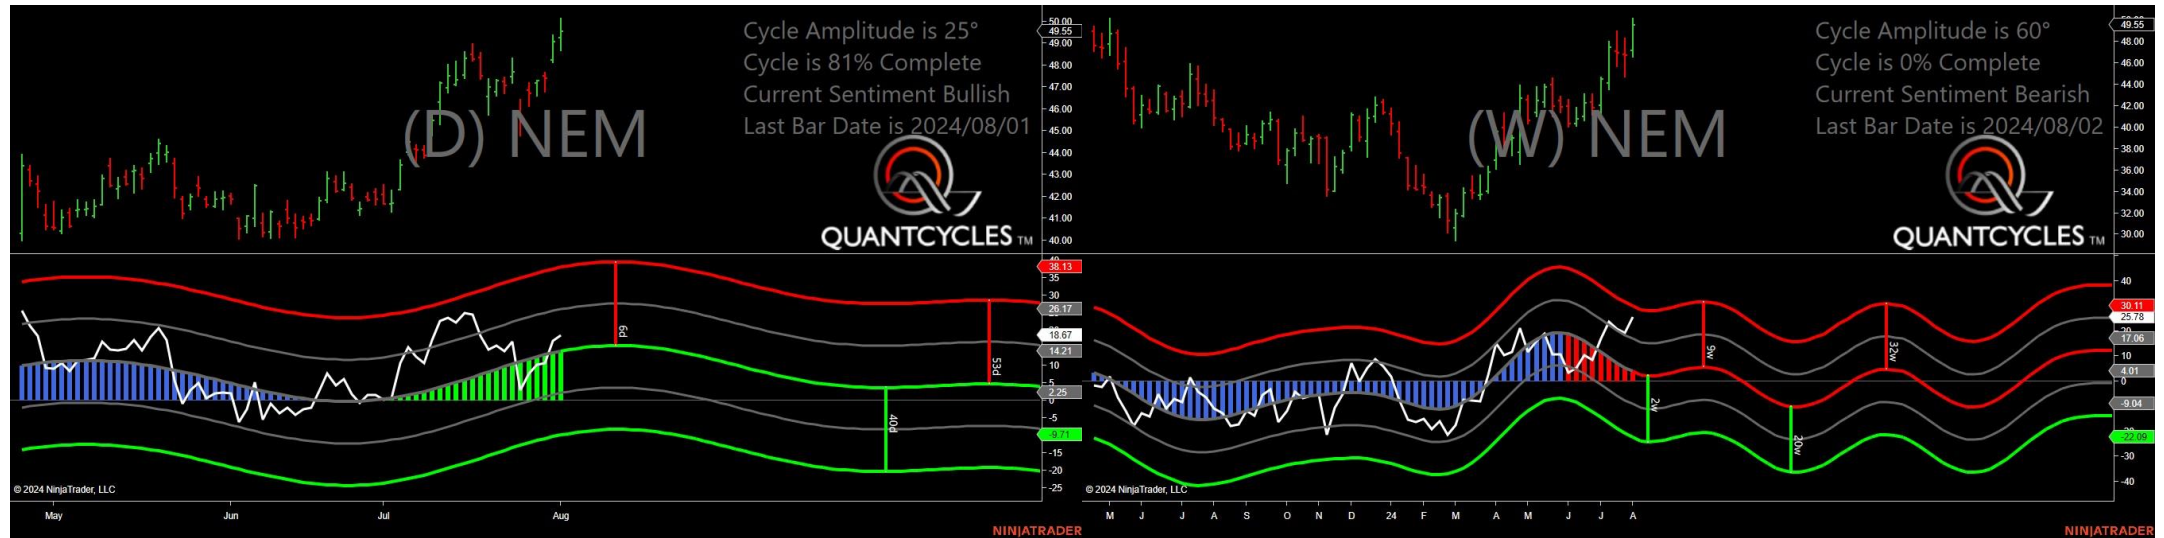 Cycle Amplitude is 25°
Cycle is 81% Complete
Current Sentiment Bullish
Last Bar Date is 2024/08/01
(D) NEM
QUANTCYCLES TM
50.00
49.55
48.00
47.00
46.00
45.00
44.00
43.00
42.00
41.00
40.00
40
38.13
35
30
26.17
18.67
14.21
10
5
2.25
0
-5
-9.71
-15
-20
-25
6d
40d
53d
© 2024 NinjaTrader, LLC
May
Jun
Jul
Aug
NINJATRADER
Cycle Amplitude is 60°
Cycle is 0% Complete
Current Sentiment Bearish
Last Bar Date is 2024/08/02
(W) NEM
QUANTCYCLES TM
50.00
49.55
48.00
46.00
44.00
42.00
40.00
38.00
36.00
34.00
32.00
30.00
40
30.11
25.78
20
17.06
10
4.01
0
-9.04
-22.09
-30
-40
2w
9w
20w
32w
© 2024 NinjaTrader, LLC
M
J
J
A
S
O
N
D
24
F
M
A
M
J
J
A
NINJATRADER